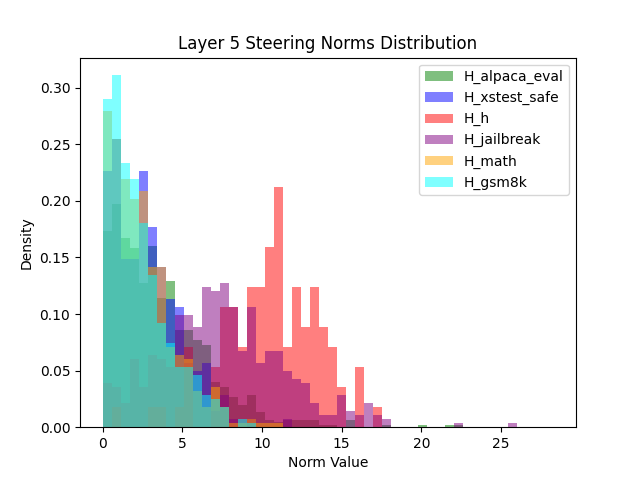 Layer 5 Steering Norms Distribution
H_alpaca_eval
H_xstest_safe
H_h
H_jailbreak
H_math
H_gsm8k
Density
0.30
0.25
0.20
0.15
0.10
0.05
0.00
0 5 10 15 20 25
Norm Value